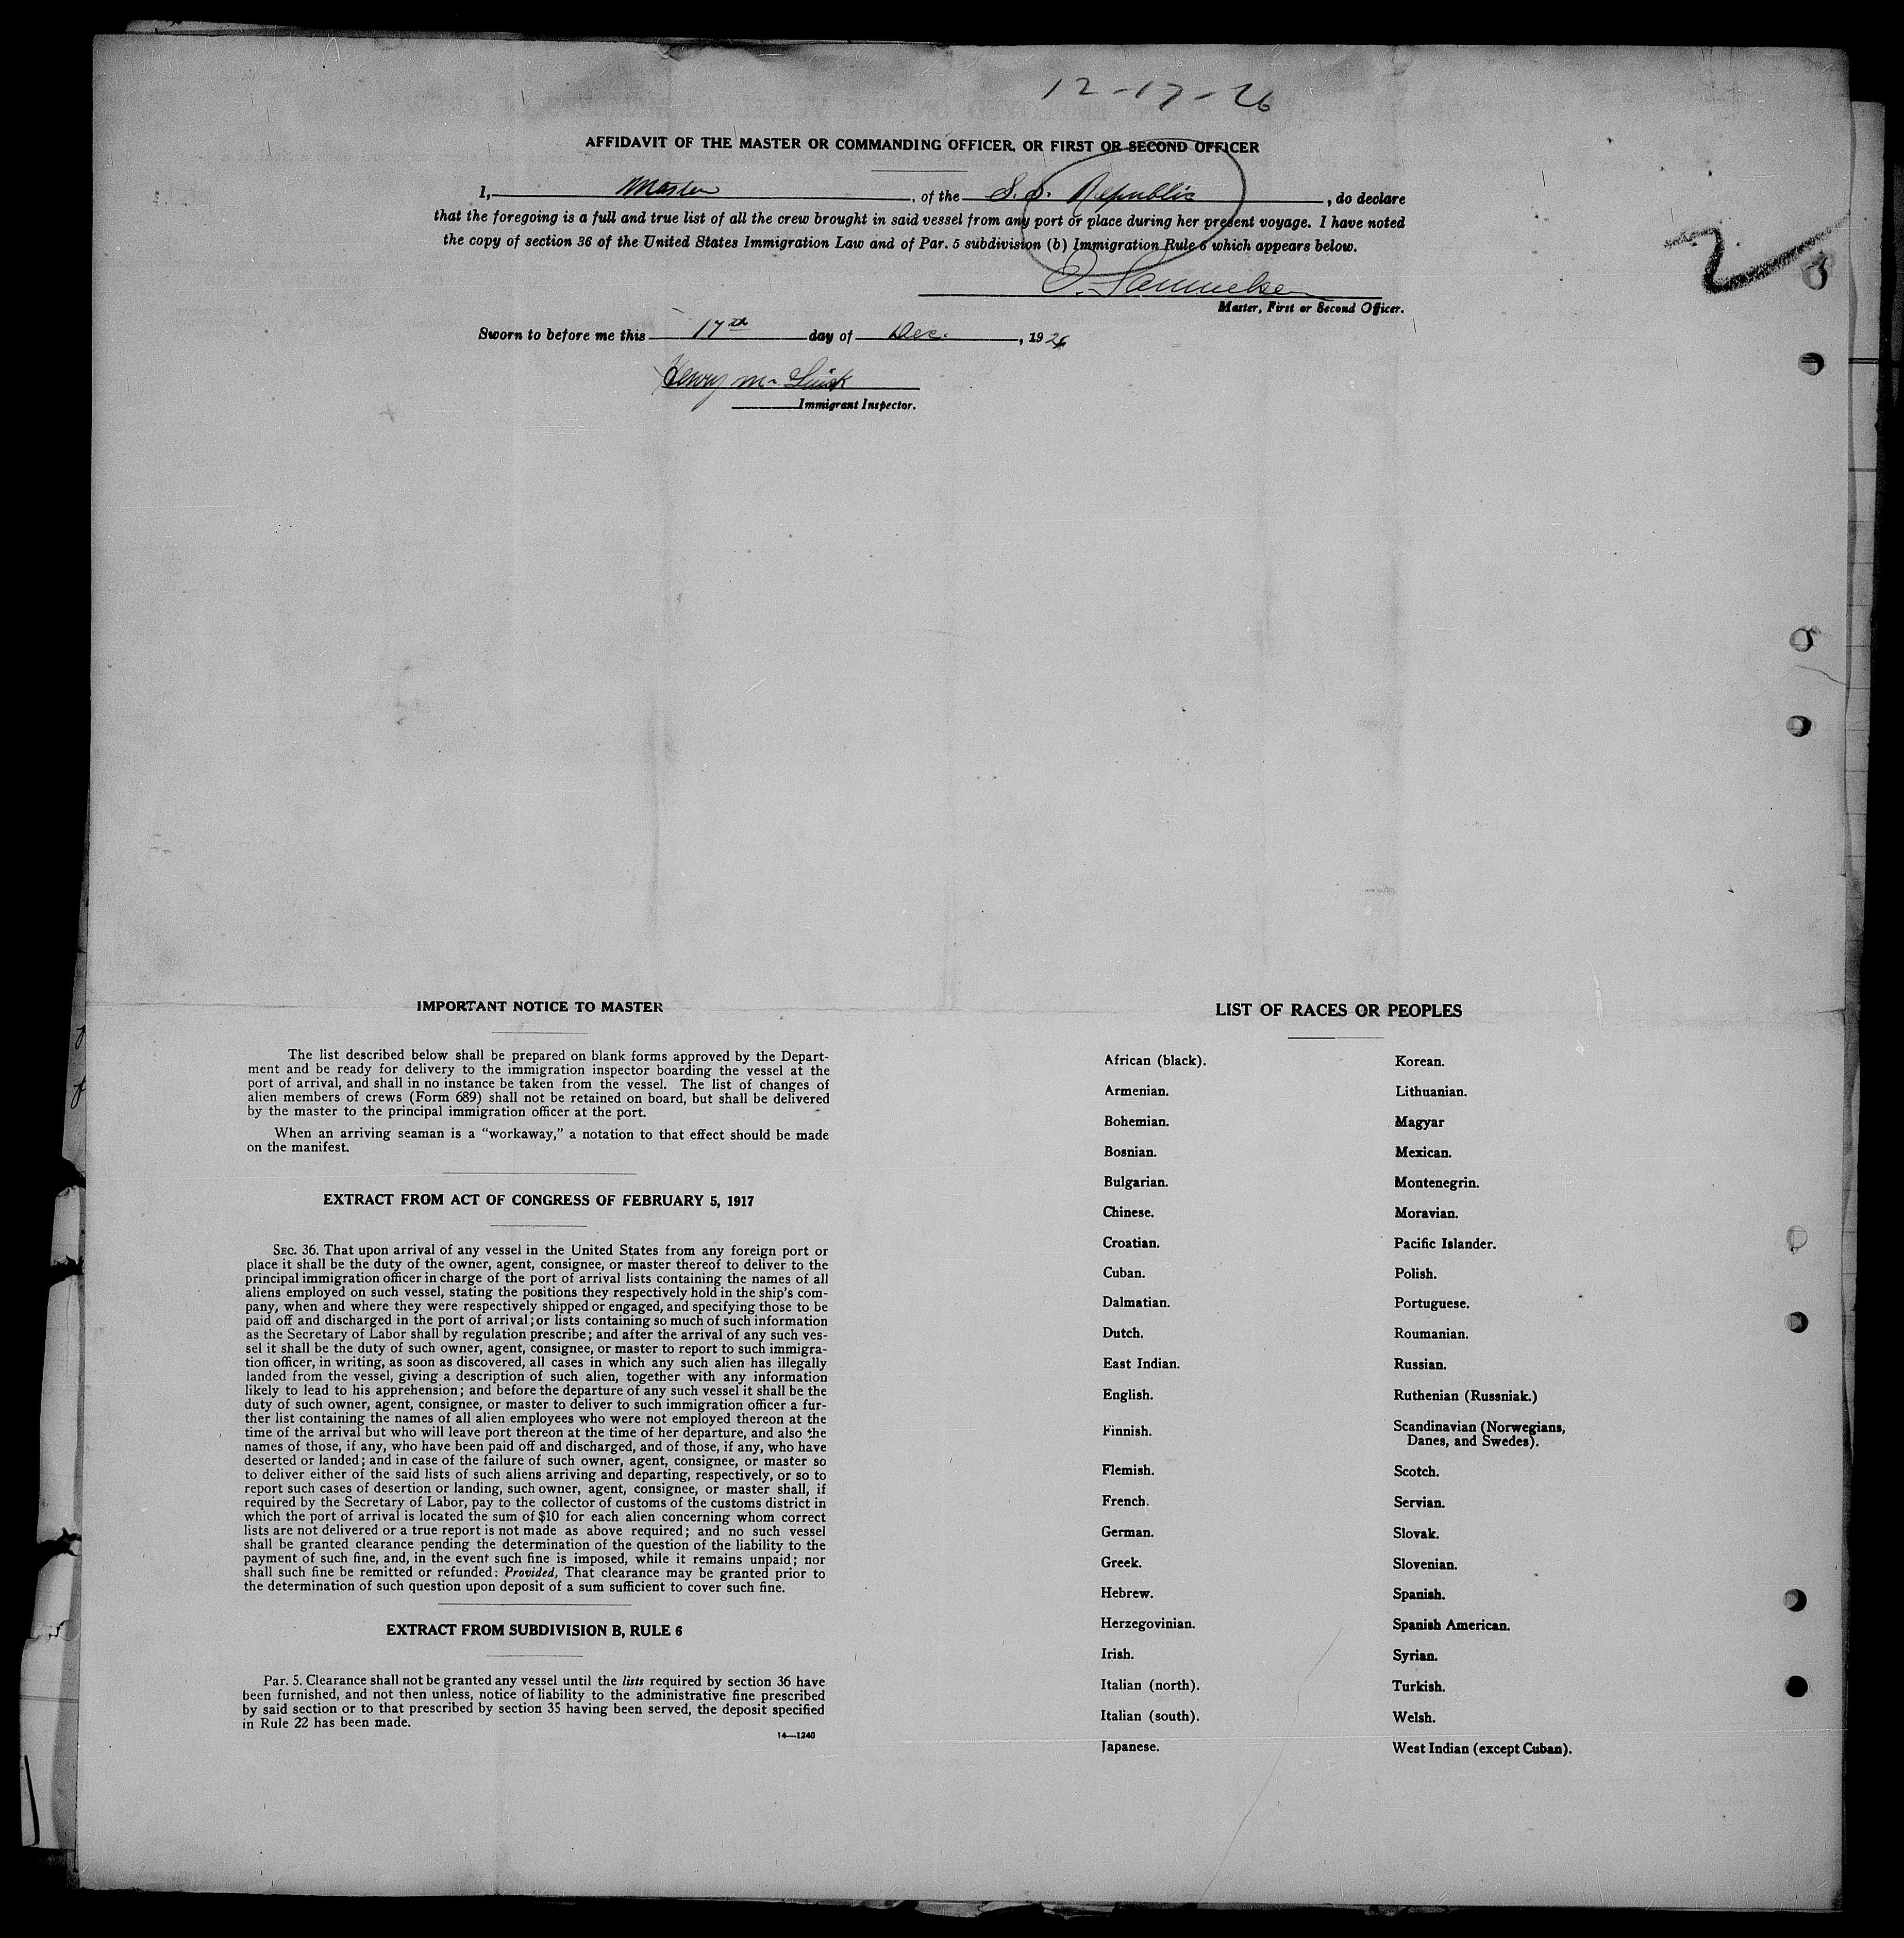 12-17-26
AFFIDAVIT OF THE MASTER OR COMMANDING OFFICER, OR FIRST OR SECOND OFFICER
I, Master, of the S.S. Republic, do declare
that the foregoing is a full and true list of all the crew brought in said vessel from any port or place during her present voyage. I have noted
the copy of section 36 of the United States Immigration Law and of Par. 5 subdivision (b) Immigration Rule 6 which appears below.
2
Master, First or Second Officer.
Sworn to before me this 17th day of Dec., 1926
Henry
Immigrant Inspector.
IMPORTANT NOTICE TO MASTER
The list described below shall be prepared on blank forms approved by the Depart-
ment and be ready for delivery to the immigration inspector boarding the vessel at the
port of arrival, and shall in no instance be taken from the vessel. The list of changes of
alien members of crews (Form 689) shall not be retained on board, but shall be delivered
by the master to the principal immigration officer at the port.
When an arriving seaman is a “workaway,” a notation to that effect should be made
on the manifest.
EXTRACT FROM ACT OF CONGRESS OF FEBRUARY 5, 1917
SEC. 36. That upon arrival of any vessel in the United States from any foreign port or
place it shall be the duty of the owner, agent, consignee, or master thereof to deliver to the
principal immigration officer in charge of the port of arrival lists containing the names of all
aliens employed on such vessel, stating the positions they respectively hold in the ship's com-
pany, when and where they were respectively shipped or engaged, and specifying those to be
paid off and discharged in the port of arrival; or lists containing so much of such information
as the Secretary of Labor shall by regulation prescribe; and after the arrival of any such ves-
sel it shall be the duty of such owner, agent, consignee, or master to report to such immigra-
tion officer, in writing, as soon as discovered, all cases in which any such alien has illegally
landed from the vessel, giving a description of such alien, together with any information
likely to lead to his apprehension; and before the departure of any such vessel it shall be the
duty of such owner, agent, consignee, or master to deliver to such immigration officer a fur-
ther list containing the names of all alien employees who were not employed thereon at the
time of the arrival but who will leave port thereon at the time of her departure, and also the
names of those, if any, who have been paid off and discharged, and of those, if any, who have
deserted or landed; and in case of the failure of such owner, agent, consignee, or master so
to deliver either of the said lists of such aliens arriving and departing, respectively, or so to
report such cases of desertion or landing, such owner, agent, consignee, or master shall, if
required by the Secretary of Labor, pay to the collector of customs of the customs district in
which the port of arrival is located the sum of $10 for each alien concerning whom correct
lists are not delivered or a true report is not made as above required; and no such vessel
shall be granted clearance pending the determination of the question of the liability to the
payment of such fine, and, in the event such fine is imposed, while it remains unpaid; nor
shall such fine be remitted or refunded: Provided, That clearance may be granted prior to
the determination of such question upon deposit of a sum sufficient to cover such fine.
EXTRACT FROM SUBDIVISION B, RULE 6
Par. 5. Clearance shall not be granted any vessel until the lists required by section 36 have
been furnished, and not then unless, notice of liability to the administrative fine prescribed
by said section or to that prescribed by section 35 having been served, the deposit specified
in Rule 22 has been made.
14—1240
LIST OF RACES OR PEOPLES
African (black).
Armenian.
Bohemian.
Bosnian.
Bulgarian.
Chinese.
Croatian.
Cuban.
Dalmatian.
Dutch.
East Indian.
English.
Finnish.
Flemish.
French.
German.
Greek.
Hebrew.
Herzegovinian.
Irish.
Italian (north).
Italian (south).
Japanese.
Korean.
Lithuanian.
Magyar
Mexican.
Montenegrin.
Moravian.
Pacific Islander.
Polish.
Portuguese.
Roumanian.
Russian.
Ruthenian (Russniak.)
Scandinavian (Norwegians,
Danes, and Swedes).
Scotch.
Servian.
Slovak.
Slovenian.
Spanish.
Spanish American.
Syrian.
Turkish.
Welsh.
West Indian (except Cuban).